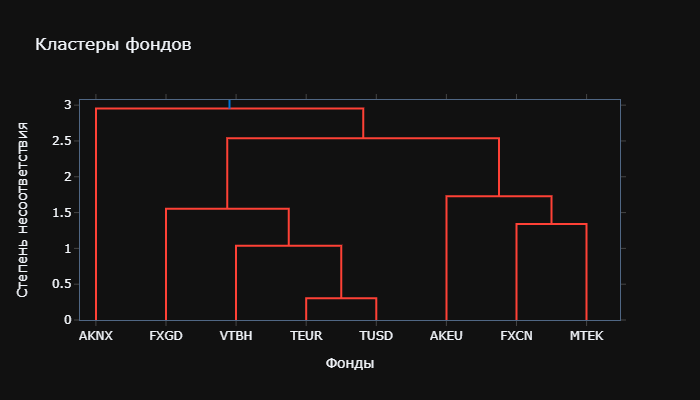 Кластеры фондов
3
2.5
2
1.5
1
0.5
0
Степень несоответствия
AKNX FXGD VTBH TEUR TUSD AKEU FXCN MTEK
Фонды